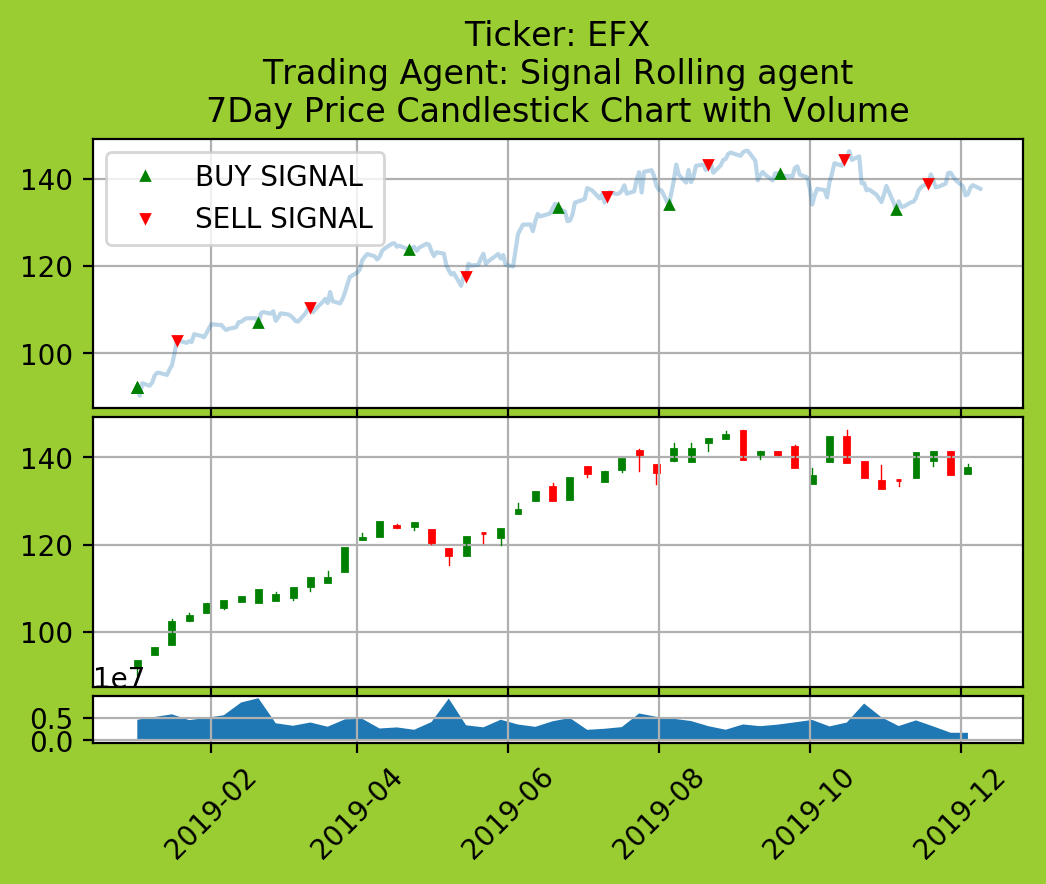 Ticker: EFX
Trading Agent: Signal Rolling agent
7Day Price Candlestick Chart with Volume
BUY SIGNAL
SELL SIGNAL
140
120
100
140
120
100
1e7
0.5
0.0
2019-02
2019-04
2019-06
2019-08
2019-10
2019-12